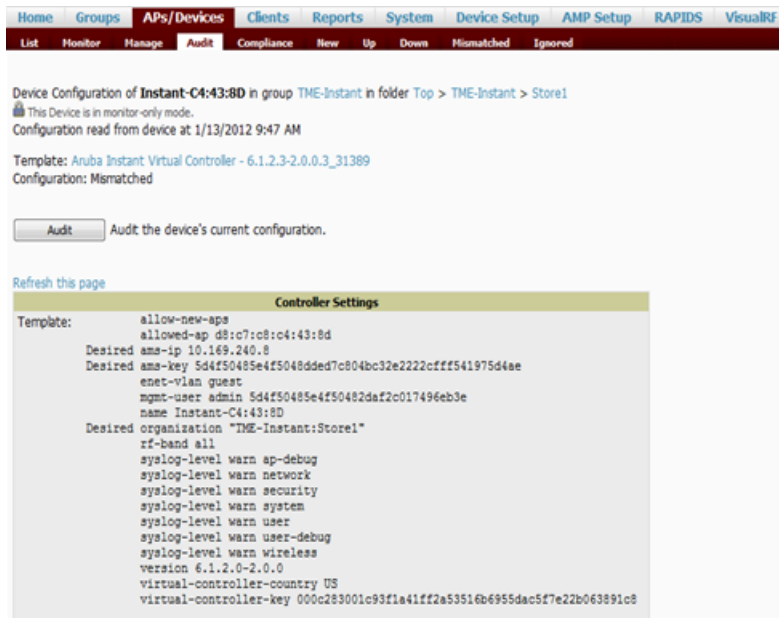 Home Groups APs/Devices Clients Reports System Device Setup AMP Setup RAPIDS VisualRF
List Monitor Manage Audit Compliance New Up Down Mismatched Ignored
Device Configuration of Instant-C4:43:8D in group TME-Instant in folder Top > TME-Instant > Store1
This Device is in monitor-only mode.
Configuration read from device at 1/13/2012 9:47 AM
Template: Aruba Instant Virtual Controller - 6.1.2.3-2.0.0.3_31389
Configuration: Mismatched
Audit Audit the device's current configuration.
Refresh this page
Controller Settings
Template: allow-new-aps
allowed-ap d8:c7:c8:c4:43:8d
Desired ams-ip 10.169.240.8
Desired ams-key 5d4f50485e4f5048dded7c804bc32e2222cfff541975d4ae
enet-vlan guest
mgmt-user admin 5d4f50485e4f50482daf2c017496eb3e
name Instant-C4:43:8D
Desired organization "TME-Instant:Store1"
rf-band all
syslog-level warn ap-debug
syslog-level warn network
syslog-level warn security
syslog-level warn system
syslog-level warn user
syslog-level warn user-debug
syslog-level warn wireless
version 6.1.2.0-2.0.0
virtual-controller-country US
virtual-controller-key 000c283001c93f1a41ff2a53516b6955dac5f7e22b063891c8